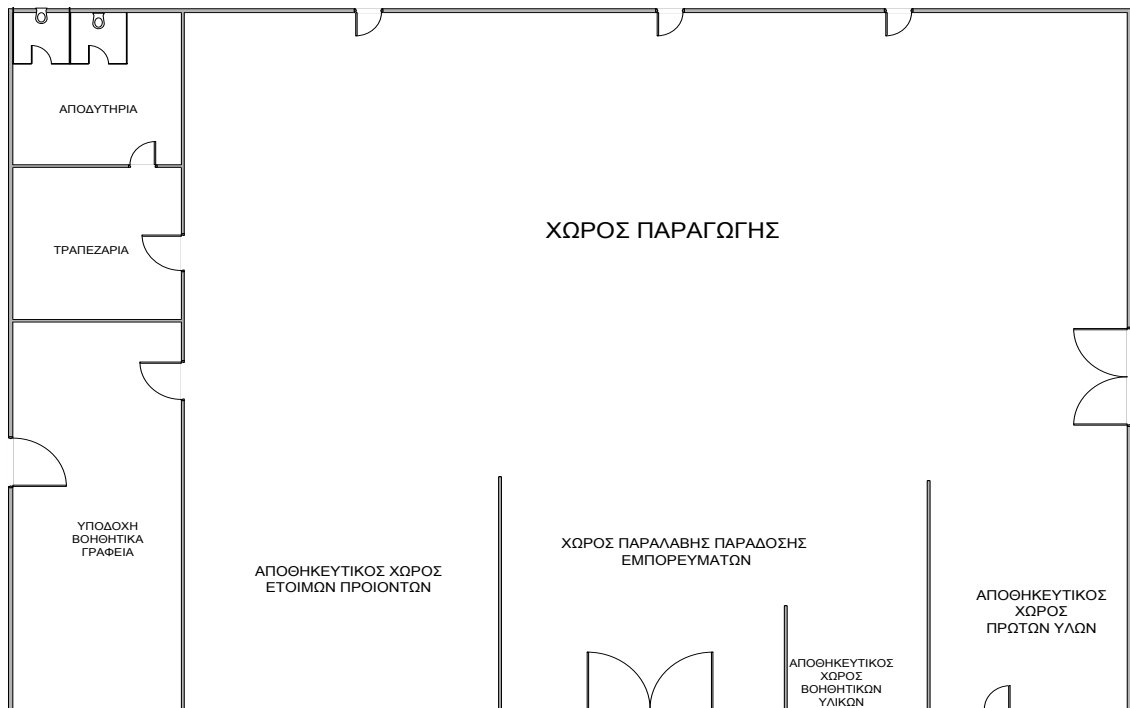 ΑΠΟΔΥΤΗΡΙΑ
ΤΡΑΠΕΖΑΡΙΑ
ΧΩΡΟΣ ΠΑΡΑΓΩΓΗΣ
ΥΠΟΔΟΧΗ
ΒΟΗΘΗΤΙΚΑ
ΓΡΑΦΕΙΑ
ΑΠΟΘΗΚΕΥΤΙΚΟΣ ΧΩΡΟΣ
ΕΤΟΙΜΩΝ ΠΡΟΙΟΝΤΩΝ
ΧΩΡΟΣ ΠΑΡΑΛΑΒΗΣ ΠΑΡΑΔΟΣΗΣ
ΕΜΠΟΡΕΥΜΑΤΩΝ
ΑΠΟΘΗΚΕΥΤΙΚΟΣ
ΧΩΡΟΣ
ΒΟΗΘΗΤΙΚΩΝ
ΥΛΙΚΩΝ
ΑΠΟΘΗΚΕΥΤΙΚΟΣ
ΧΩΡΟΣ
ΠΡΩΤΩΝ ΥΛΩΝ